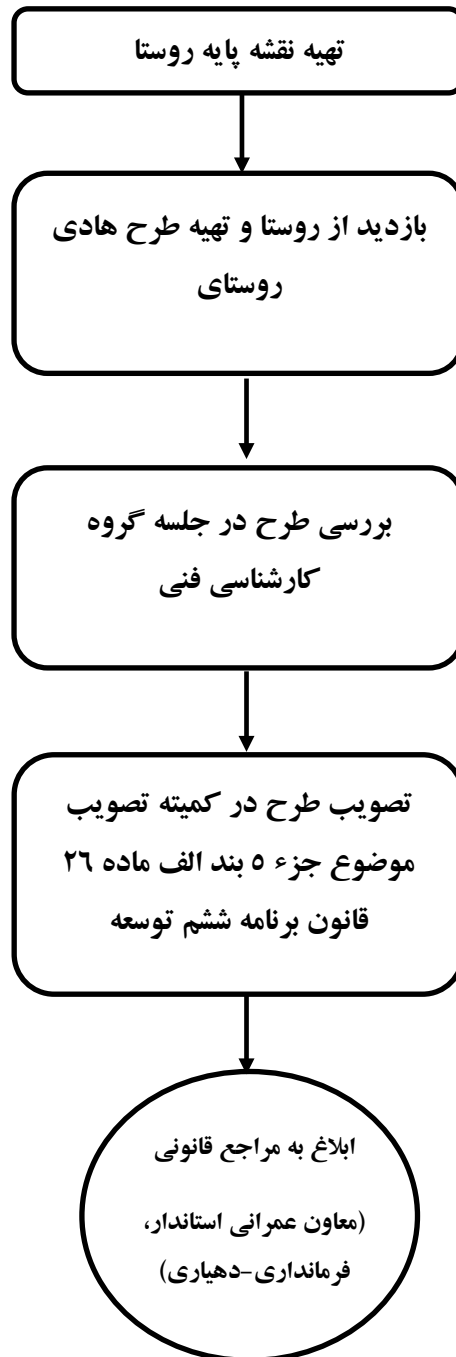 تهیه نقشه پایه روستا
بازدید از روستا و تهیه طرح هادی
روستای
بررسی طرح در جلسه گروه
کارشناسی فنی
تصویب طرح در کمیته تصویب
موضوع جزء ٥ بند الف ماده ٢٦
قانون برنامه ششم توسعه
ابلاغ به مراجع قانونی
(معاون عمرانی استاندار،
فرمانداری-دهیاری)